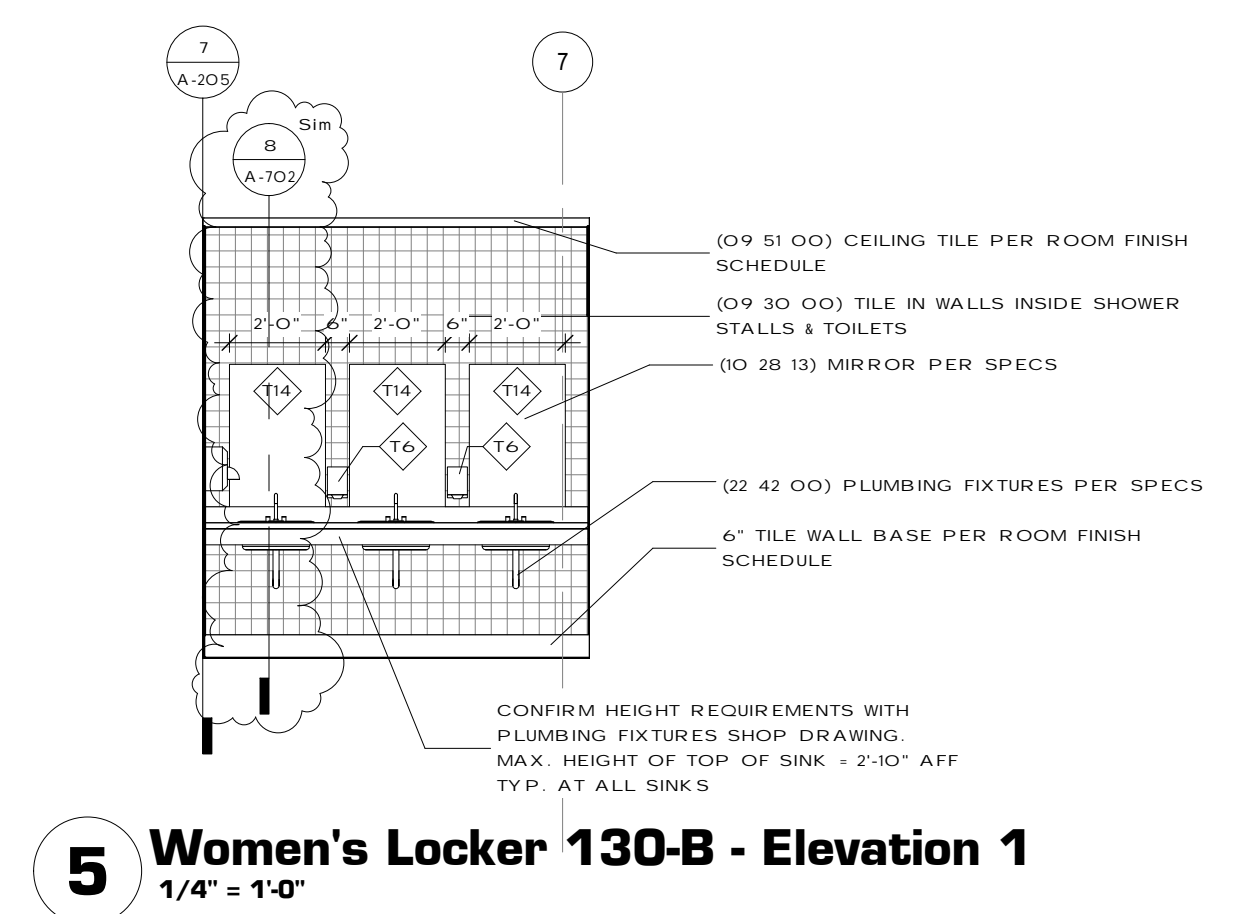 7
A-205
7
Sim
8
A-702
(09 51 00) CEILING TILE PER ROOM FINISH
SCHEDULE
(09 30 00) TILE IN WALLS INSIDE SHOWER
STALLS & TOILETS
2'-0" 6" 2'-0" 6" 2'-0"
(10 28 13) MIRROR PER SPECS
T14 T14 T14
T6 T6
(22 42 00) PLUMBING FIXTURES PER SPECS
6" TILE WALL BASE PER ROOM FINISH
SCHEDULE
CONFIRM HEIGHT REQUIREMENTS WITH
PLUMBING FIXTURES SHOP DRAWING.
MAX. HEIGHT OF TOP OF SINK = 2'-10" AFF
TYP. AT ALL SINKS
5 Women's Locker 130-B - Elevation 1
1/4" = 1'-0"